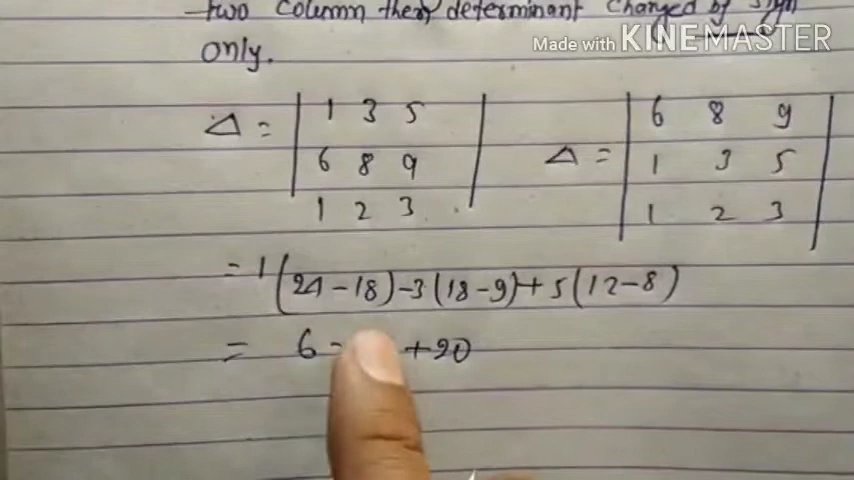 two column then determinant changed by sign
only.
Made with KINEMASTER
Δ = | 1 3 5 | Δ = | 6 8 9 |
| 6 8 9 | | 1 3 5 |
| 1 2 3 | | 1 2 3 |
= 1 (24-18) -3 (18-9) + 5 (12-8)
= 6 - +20